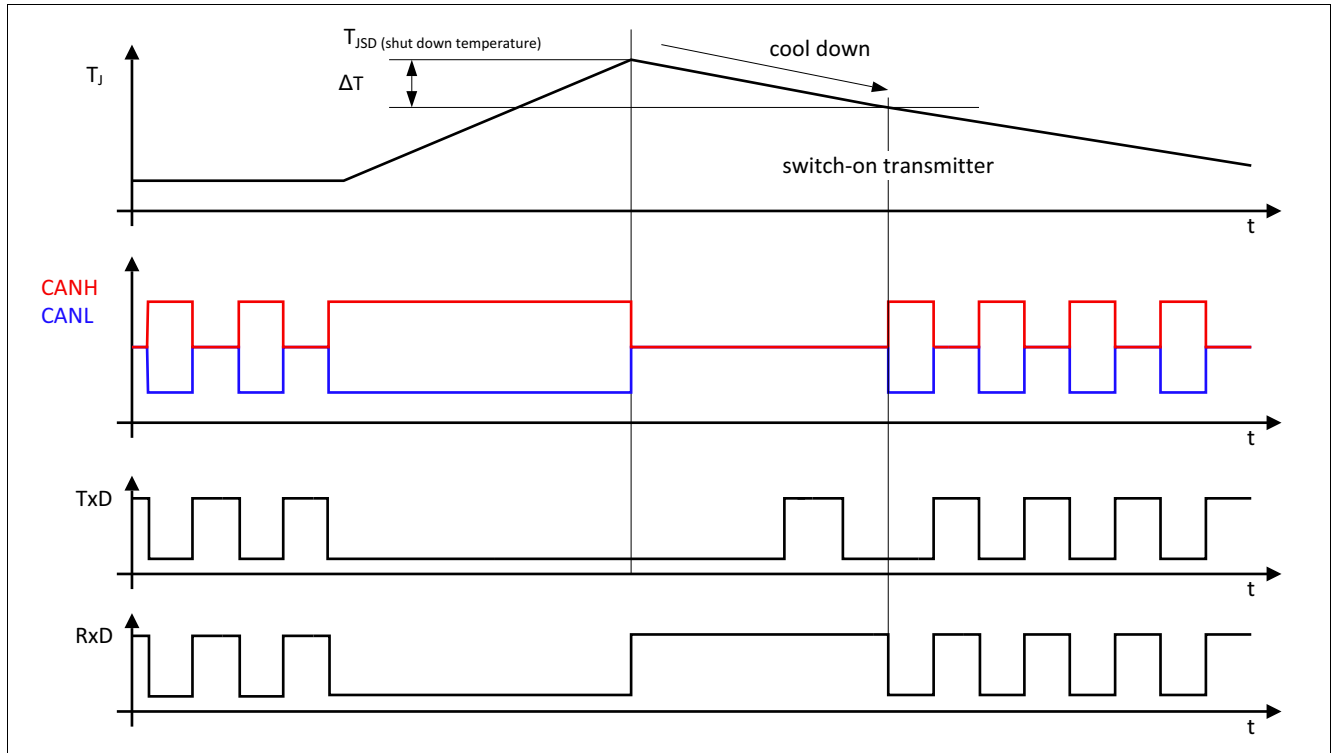 TJSD (shut down temperature)
cool down
TJ
ΔT
switch-on transmitter
t
CANH
CANL
t
TxD
t
RxD
t